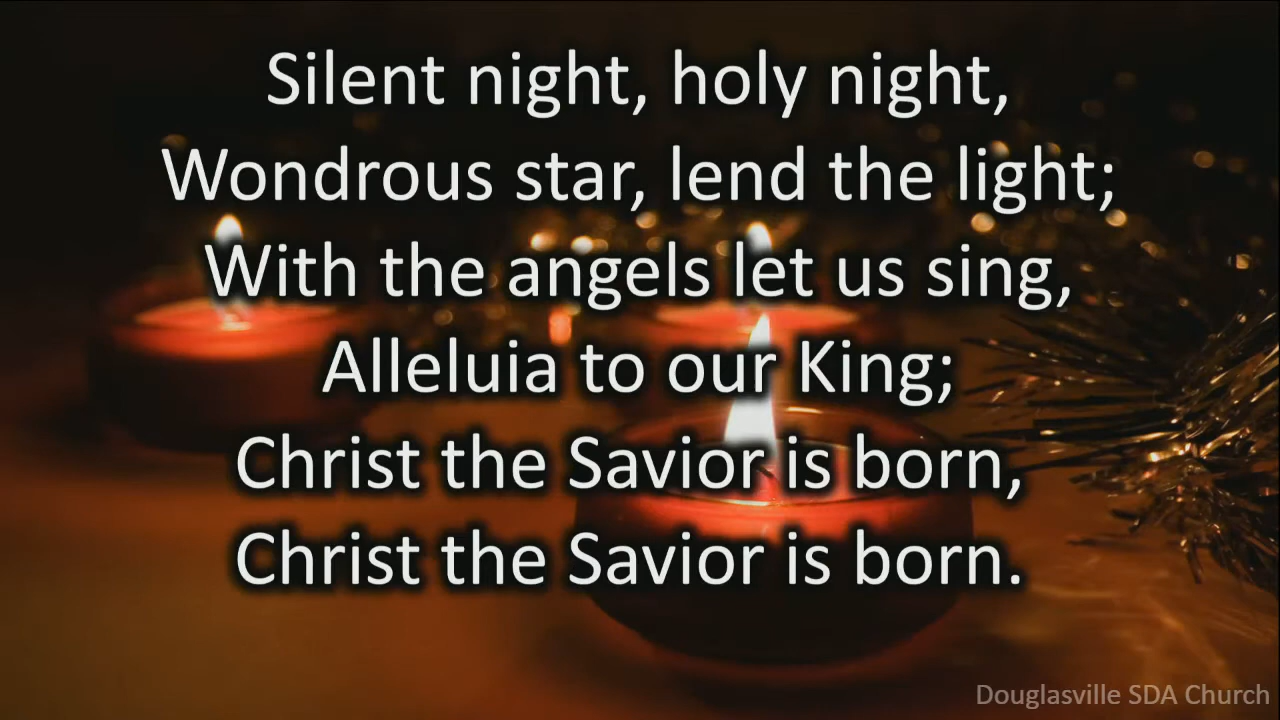 Silent night, holy night,
Wondrous star, lend the light;
With the angels let us sing,
Alleluia to our King;
Christ the Savior is born,
Christ the Savior is born.
Douglasville SDA Church